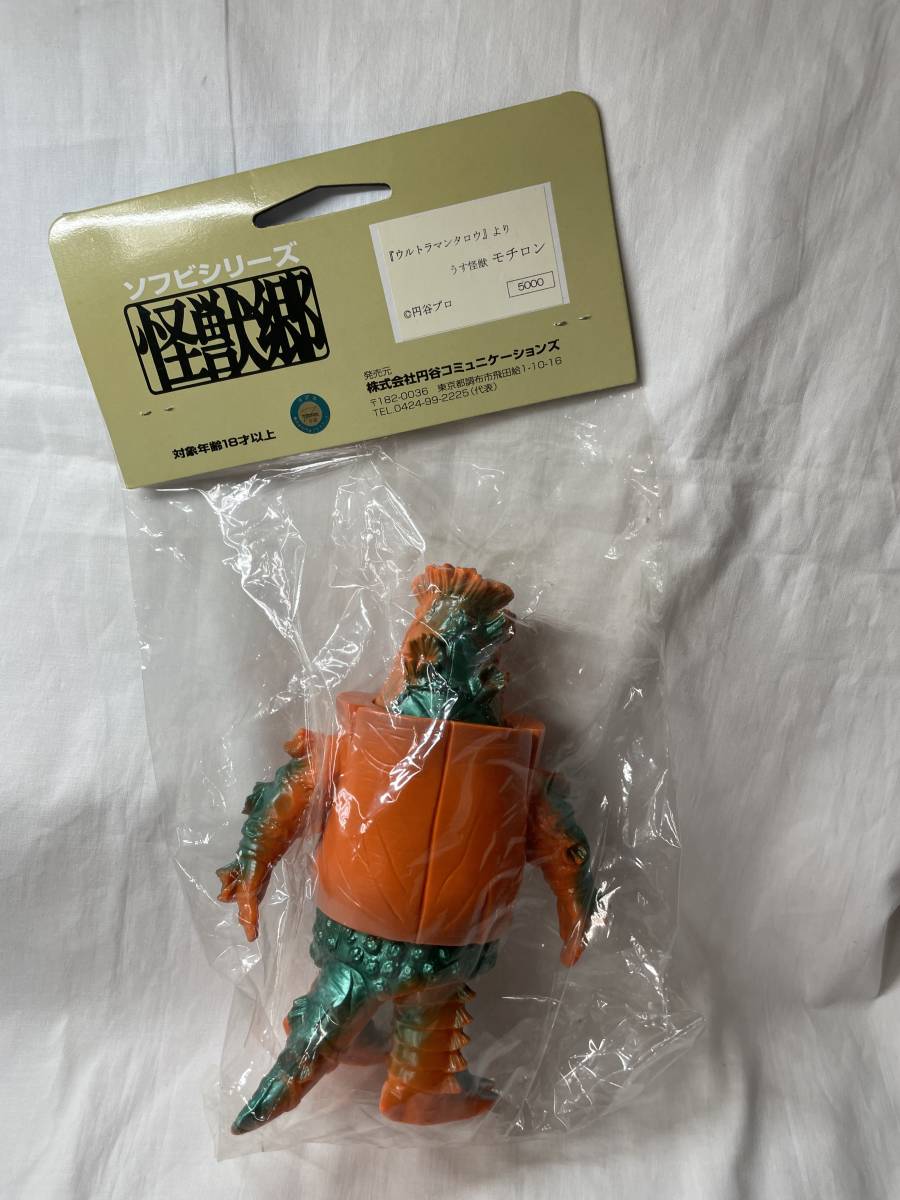 ソフビシリーズ
怪獣郷
対象年齢18才以上
『ウルトラマンタロウ』より
うす怪獣 モチロン
5000
©円谷プロ
発売元
株式会社円谷コミュニケーションズ
〒182-0036 東京都調布市飛田給1-10-16
TEL.0424-99-2225(代表)